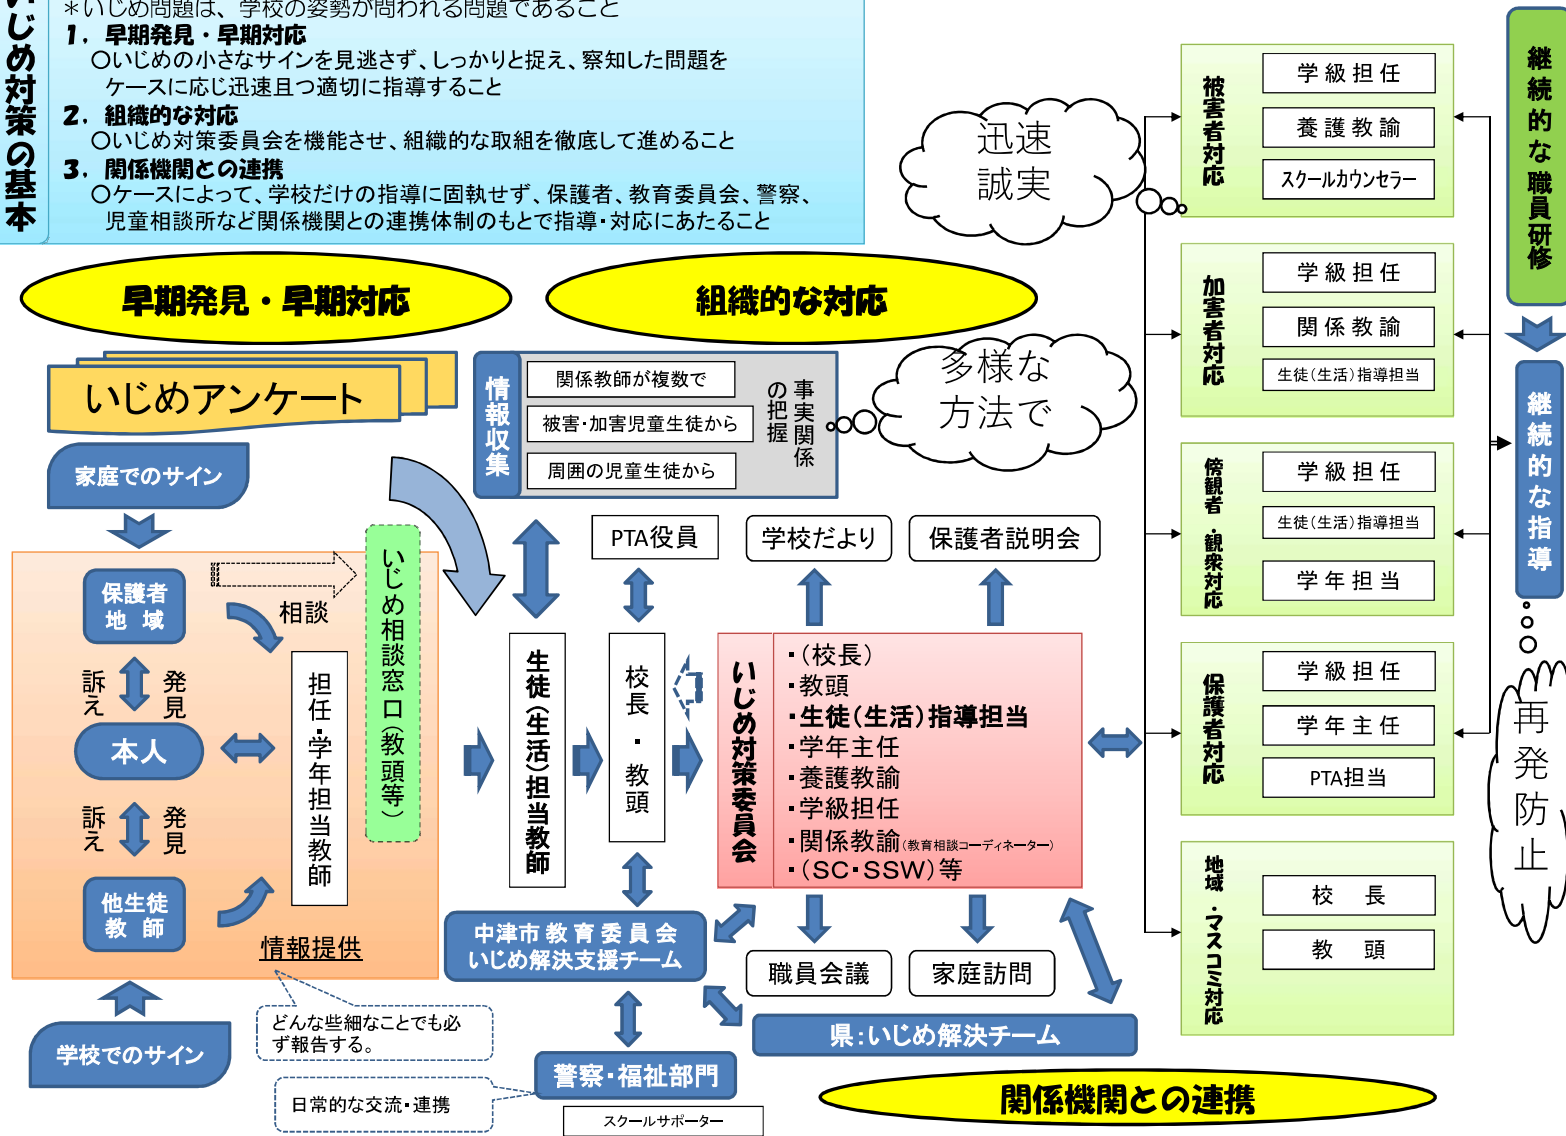 いじめ対策の基本
＊いじめ問題は、学校の姿勢が問われる問題であること
1．早期発見・早期対応
○いじめの小さなサインを見逃さず、しっかりと捉え、察知した問題を
ケースに応じ迅速且つ適切に指導すること
2．組織的な対応
○いじめ対策委員会を機能させ、組織的な取組を徹底して進めること
3．関係機関との連携
○ケースによって、学校だけの指導に固執せず、保護者、教育委員会、警察、
児童相談所など関係機関との連携体制のもとで指導・対応にあたること
早期発見・早期対応
組織的な対応
いじめアンケート
家庭でのサイン
保護者
地域
相談
訴え
発見
本人
訴え
発見
他生徒
教師
担任・学年担当教師
情報提供
いじめ相談窓口（教頭等）
どんな些細なことでも必
ず報告する。
学校でのサイン
情報収集
関係教師が複数で
被害・加害児童生徒から
周囲の児童生徒から
事実関係
の把握
多様な
方法で
迅速
誠実
PTA役員
学校だより
保護者説明会
生徒（生活）担当教師
校長・教頭
いじめ対策委員会
・（校長）
・教頭
・生徒（生活）指導担当
・学年主任
・養護教諭
・学級担任
・関係教諭（教育相談コーディネーター）
・（SC・SSW）等
中津市教育委員会
いじめ解決支援チーム
職員会議
家庭訪問
県：いじめ解決チーム
警察・福祉部門
日常的な交流・連携
スクールサポーター
関係機関との連携
被害者対応
学級担任
養護教諭
スクールカウンセラー
加害者対応
学級担任
関係教諭
生徒（生活）指導担当
傍観者・観衆対応
学級担任
生徒（生活）指導担当
学年担当
保護者対応
学級担任
学年主任
PTA担当
地域・マスコミ対応
校長
教頭
継続的な職員研修
継続的な指導
再発防止